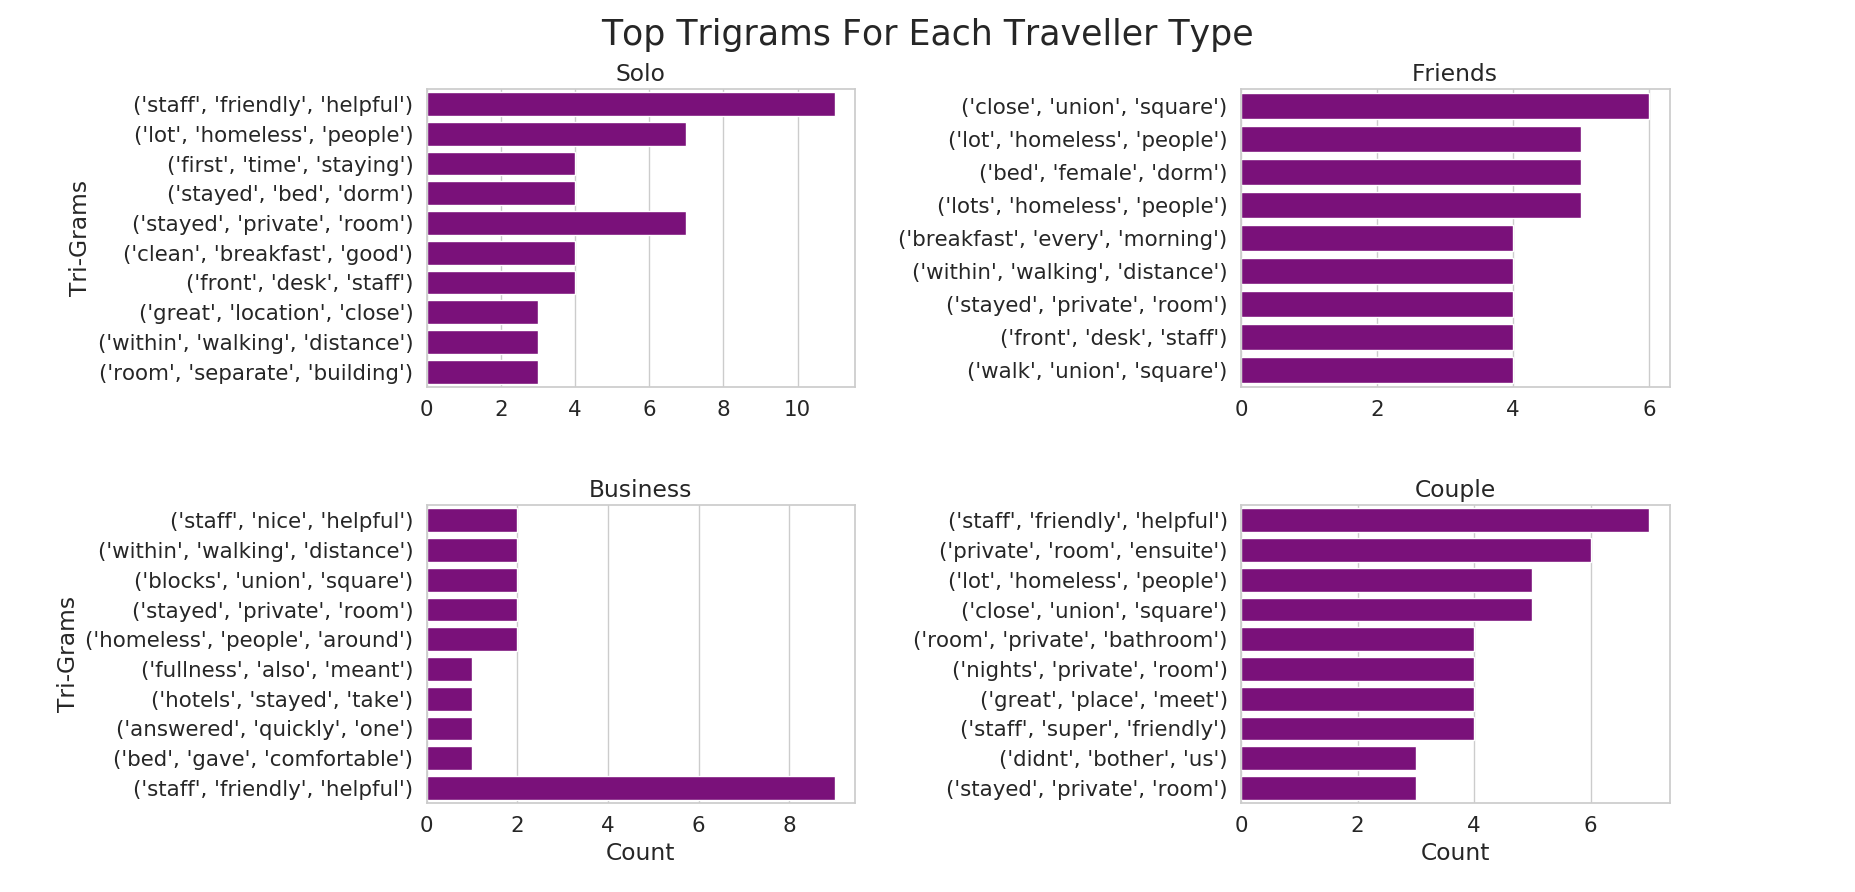 Top Trigrams For Each Traveller Type
Solo
Tri-Grams
('staff', 'friendly', 'helpful')
('lot', 'homeless', 'people')
('first', 'time', 'staying')
('stayed', 'bed', 'dorm')
('stayed', 'private', 'room')
('clean', 'breakfast', 'good')
('front', 'desk', 'staff')
('great', 'location', 'close')
('within', 'walking', 'distance')
('room', 'separate', 'building')
0 2 4 6 8 10
Friends
('close', 'union', 'square')
('lot', 'homeless', 'people')
('bed', 'female', 'dorm')
('lots', 'homeless', 'people')
('breakfast', 'every', 'morning')
('within', 'walking', 'distance')
('stayed', 'private', 'room')
('front', 'desk', 'staff')
('walk', 'union', 'square')
0 2 4 6
Business
Tri-Grams
('staff', 'nice', 'helpful')
('within', 'walking', 'distance')
('blocks', 'union', 'square')
('stayed', 'private', 'room')
('homeless', 'people', 'around')
('fullness', 'also', 'meant')
('hotels', 'stayed', 'take')
('answered', 'quickly', 'one')
('bed', 'gave', 'comfortable')
('staff', 'friendly', 'helpful')
0 2 4 6 8
Count
Couple
('staff', 'friendly', 'helpful')
('private', 'room', 'ensuite')
('lot', 'homeless', 'people')
('close', 'union', 'square')
('room', 'private', 'bathroom')
('nights', 'private', 'room')
('great', 'place', 'meet')
('staff', 'super', 'friendly')
('didnt', 'bother', 'us')
('stayed', 'private', 'room')
0 2 4 6
Count